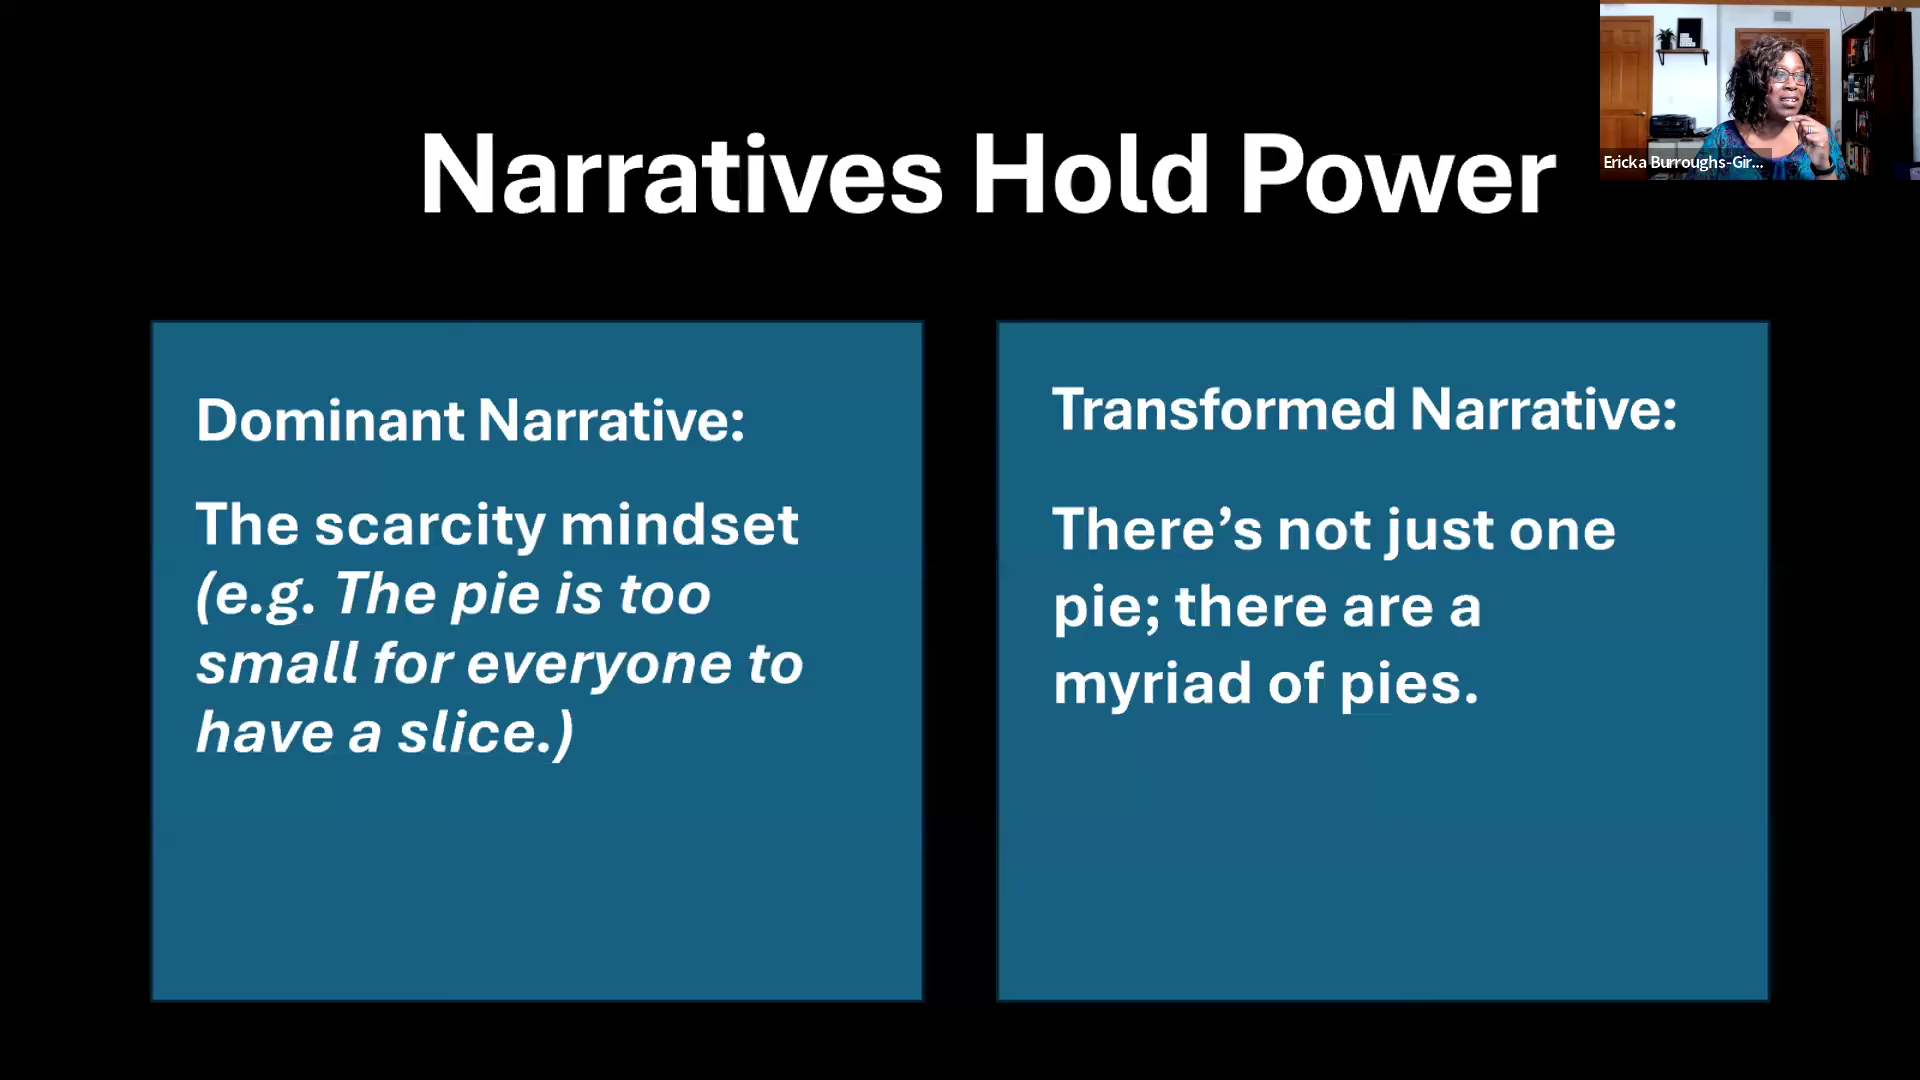 Narratives Hold Power
Ericka Burroughs-Gir...
Dominant Narrative:
The scarcity mindset
(e.g. The pie is too
small for everyone to
have a slice.)
Transformed Narrative:
There’s not just one
pie; there are a
myriad of pies.